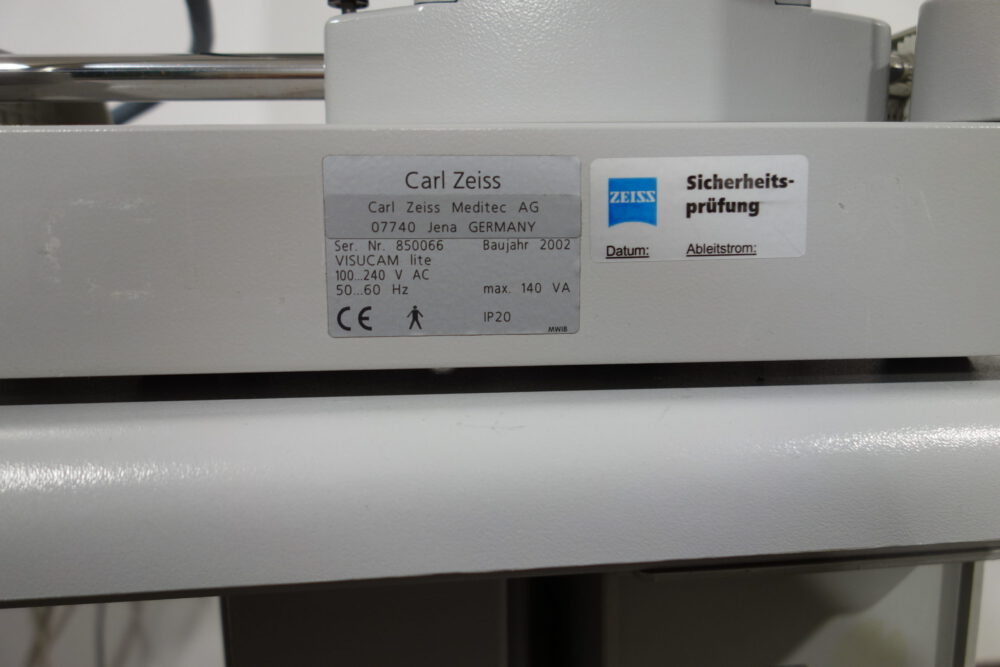 Carl Zeiss
Carl Zeiss Meditec AG
07740 Jena GERMANY
Ser. Nr. 850066 Baujahr 2002
VISUCAM lite
100...240 V AC
50...60 Hz max. 140 VA
CE IP20
MWIB
ZEISS
Sicherheits-
prüfung
Datum: Ableitstrom: